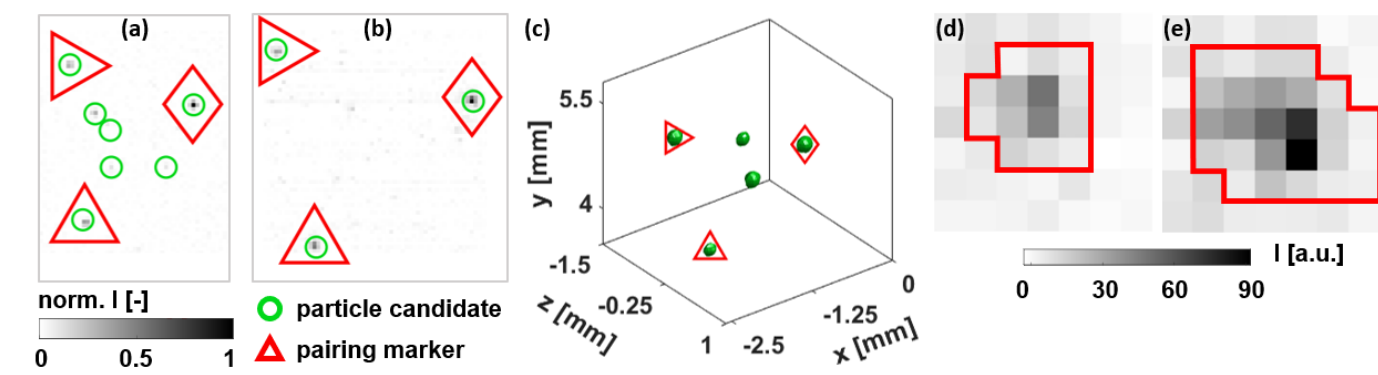 (a)
(b)
(c)
(d)
(e)
norm. I [-]
0 0.5 1
particle candidate
pairing marker
y [mm]
5.5
4
-1.5
-0.25
1
z [mm]
-2.5
-1.25
0
x [mm]
I [a.u.]
0 30 60 90